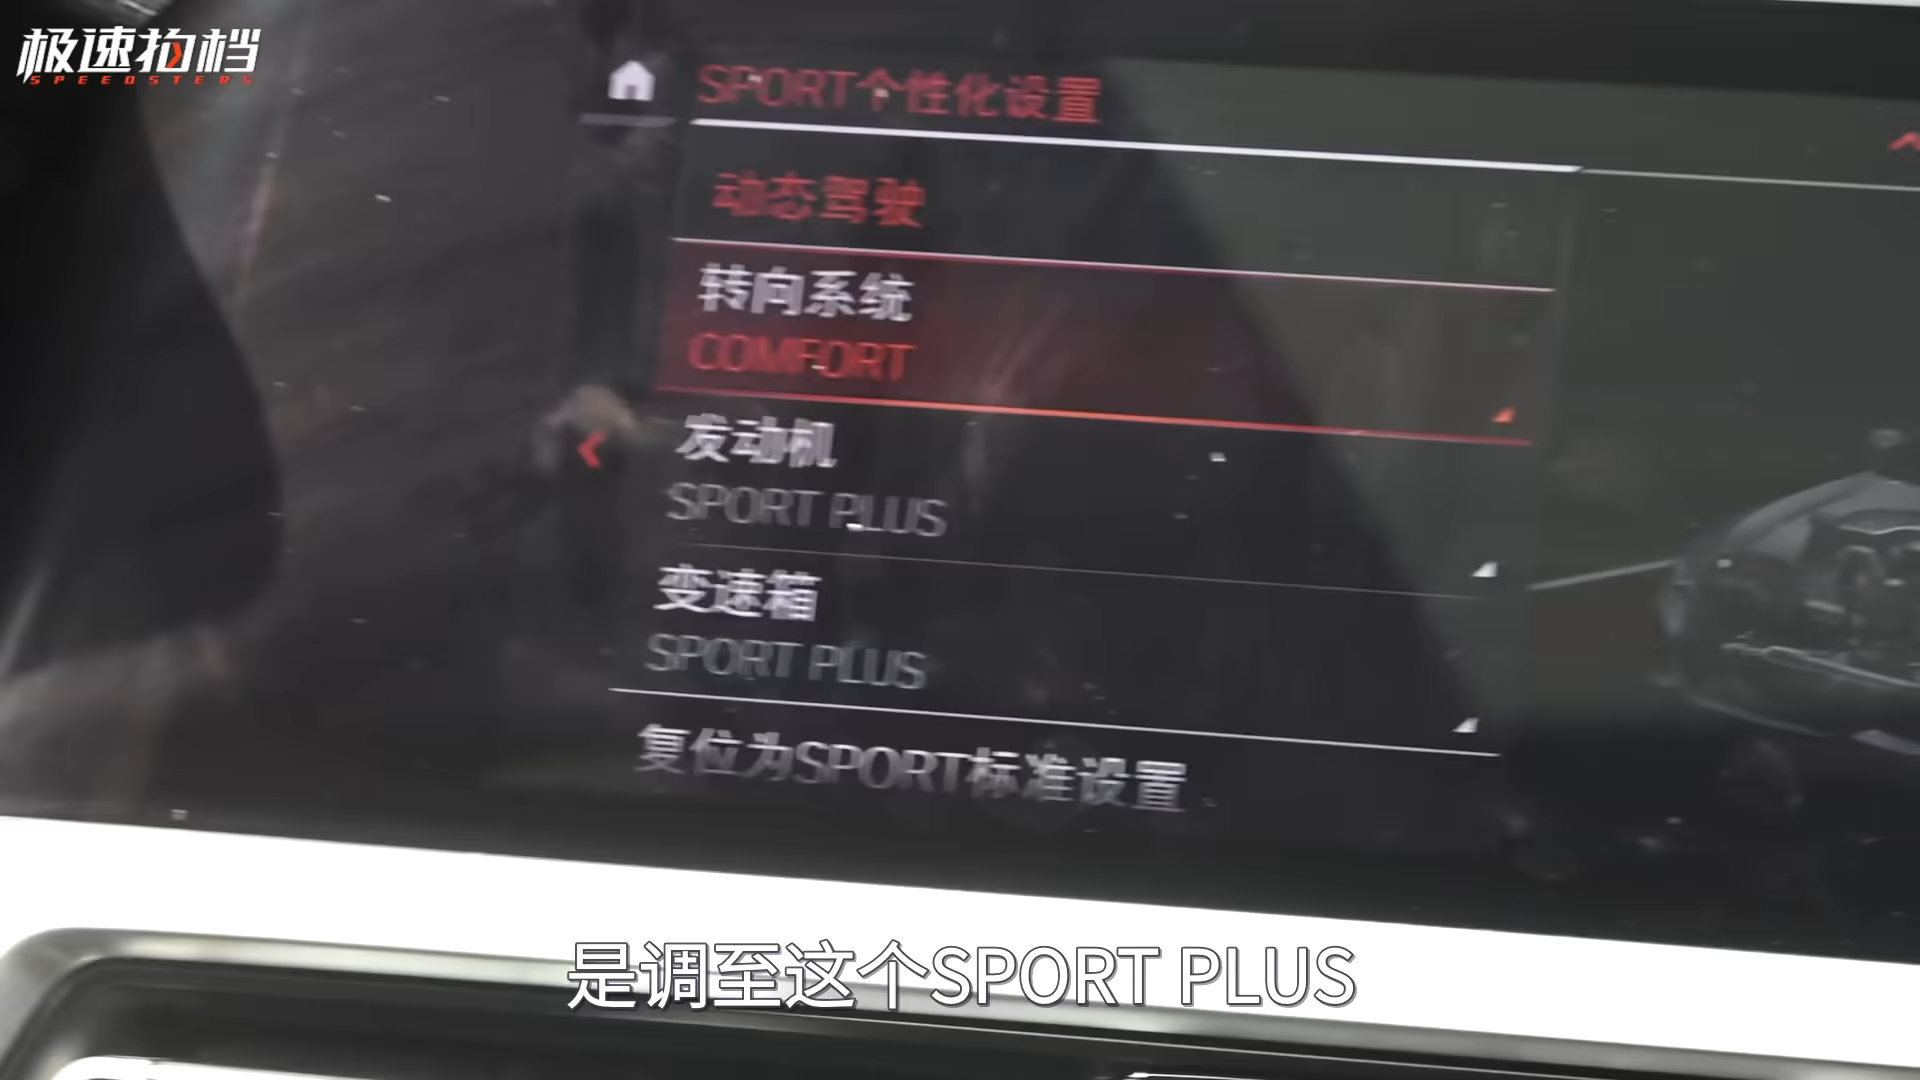 极速拍档
SPEEDSTERS
SPORT个性化设置
动态驾驶
转向系统
COMFORT
发动机
SPORT PLUS
变速箱
SPORT PLUS
复位为SPORT标准设置
是调至这个SPORT PLUS